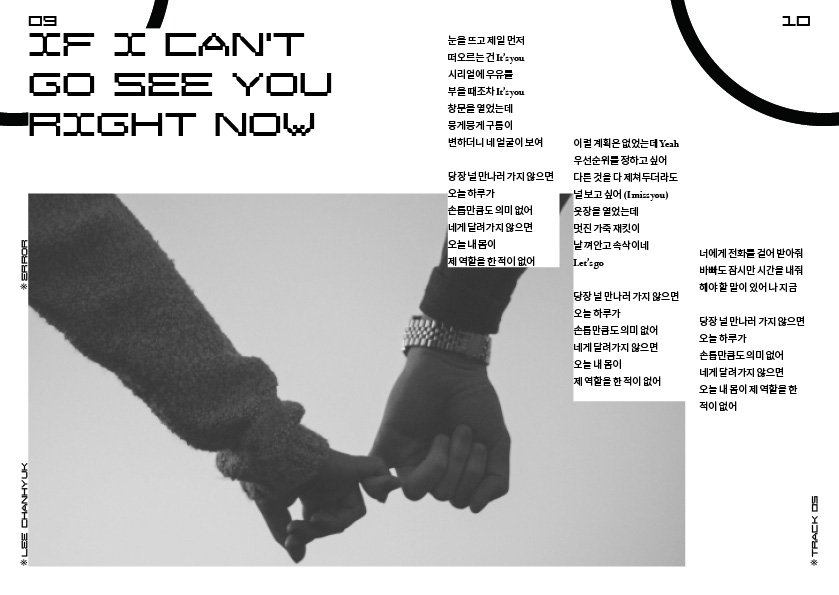 09
10
IF I CAN'T
GO SEE YOU
RIGHT NOW
눈을 뜨고 제일 먼저
떠오르는 건 It's you
시리얼에 우유를
부을 때조차 It's you
창문을 열었는데
뭉게뭉게 구름이
변하더니 네 얼굴이 보여
당장 널 만나러 가지 않으면
오늘 하루가
손톱만큼도 의미 없어
네게 달려가지 않으면
오늘 내 몸이
제 역할을 한 적이 없어
이럴 계획은 없었는데 Yeah
우선순위를 정하고 싶어
다른 것을 다 제쳐두더라도
널 보고 싶어 (I miss you)
옷장을 열었는데
멋진 가죽 재킷이
날 껴안고 속삭이네
Let's go
당장 널 만나러 가지 않으면
오늘 하루가
손톱만큼도 의미 없어
네게 달려가지 않으면
오늘 내 몸이
제 역할을 한 적이 없어
너에게 전화를 걸어 받아줘
바빠도 잠시만 시간을 내줘
해야 할 말이 있어 나 지금
당장 널 만나러 가지 않으면
오늘 하루가
손톱만큼도 의미 없어
네게 달려가지 않으면
오늘 내 몸이 제 역할을 한
적이 없어
※ERROR
※LEE CHANHYUK
※TRACK 05